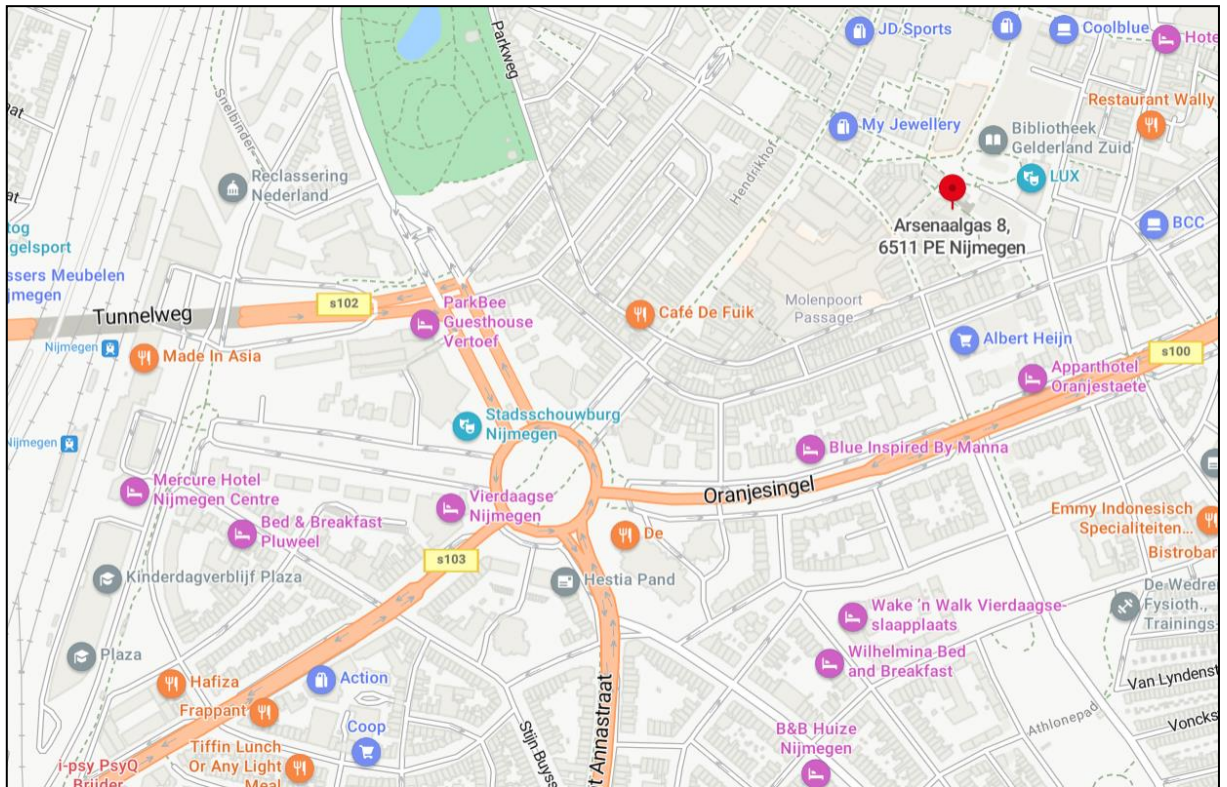 JD Sports
Coolblue
Hote
Parkweg
Restaurant Wally
My Jewellery
Bibliotheek
Gelderland Zuid
Snelbinder
Hendrikhof
Reclassering
Nederland
LUX
Arsenaalgas 8,
6511 PE Nijmegen
BCC
tog
gelsport
ssers Meubelen
jmegen
s102
Tunnelweg
ParkBee
Guesthouse
Vertoef
Café De Fuik
Molenpoort
Passage
Nijmegen
Made In Asia
Albert Heijn
s100
Apparthotel
Oranjestaete
Stadsschouwburg
Nijmegen
Nijmegen
Blue Inspired By Manna
Mercure Hotel
Nijmegen Centre
Vierdaagse
Nijmegen
Oranjesingel
Bed & Breakfast
Pluweel
De
Emmy Indonesisch
Specialiteiten...
Bistrobar
s103
Kinderdagverblijf Plaza
Hestia Pand
De Wedre
Fysioth.,
Trainings-
Wake 'n Walk Vierdaagse-
slaapplaats
Plaza
Wilhelmina Bed
and Breakfast
Hafiza
Action
Van Lyndenst
Frappant
Athlonepad
Voncks
Coop
Stijn Buyss
t Annastraat
B&B Huize
Nijmegen
Tiffin Lunch
Or Any Light
Meal
i-psy PsyQ
Brijder